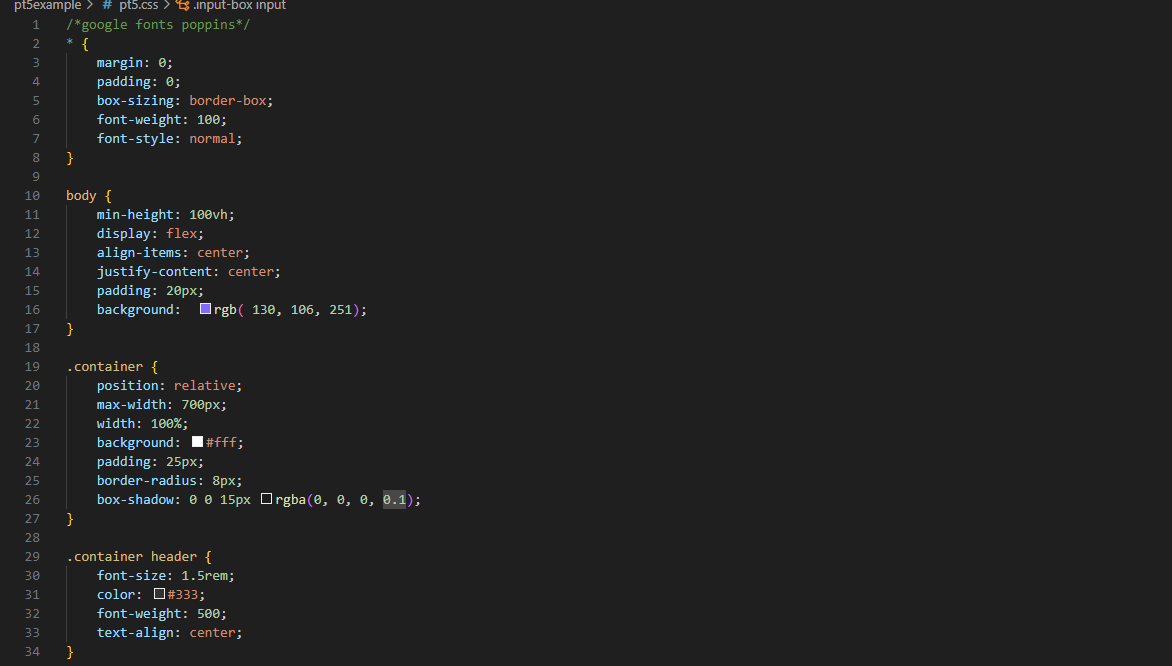 pt5example > # pt5.css > .input-box input
1 /*google fonts poppins*/
2 * {
3     margin: 0;
4     padding: 0;
5     box-sizing: border-box;
6     font-weight: 100;
7     font-style: normal;
8 }
9
10 body {
11     min-height: 100vh;
12     display: flex;
13     align-items: center;
14     justify-content: center;
15     padding: 20px;
16     background:  rgb( 130, 106, 251);
17 }
18
19 .container {
20     position: relative;
21     max-width: 700px;
22     width: 100%;
23     background: #fff;
24     padding: 25px;
25     border-radius: 8px;
26     box-shadow: 0 0 15px rgba(0, 0, 0, 0.1);
27 }
28
29 .container header {
30     font-size: 1.5rem;
31     color: #333;
32     font-weight: 500;
33     text-align: center;
34 }